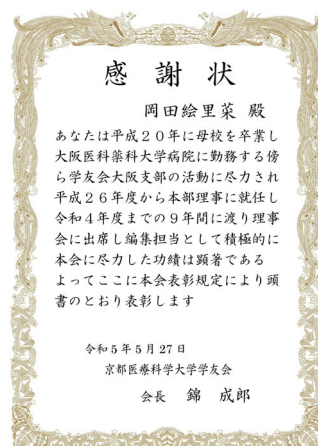 感謝状
岡田絵里菜 殿
あなたは平成２０年に母校を卒業し
大阪医科薬科大学病院に勤務する傍
ら学友会大阪支部の活動に尽力され
平成２６年度から本部理事に就任し
令和４年度までの９年間に渡り理事
会に出席し編集担当として積極的に
本会に尽力した功績は顕著である
よってここに本会表彰規定により頭
書のとおり表彰します
令和５年５月27日
京都医療科学大学学友会
会長 錦 成郎